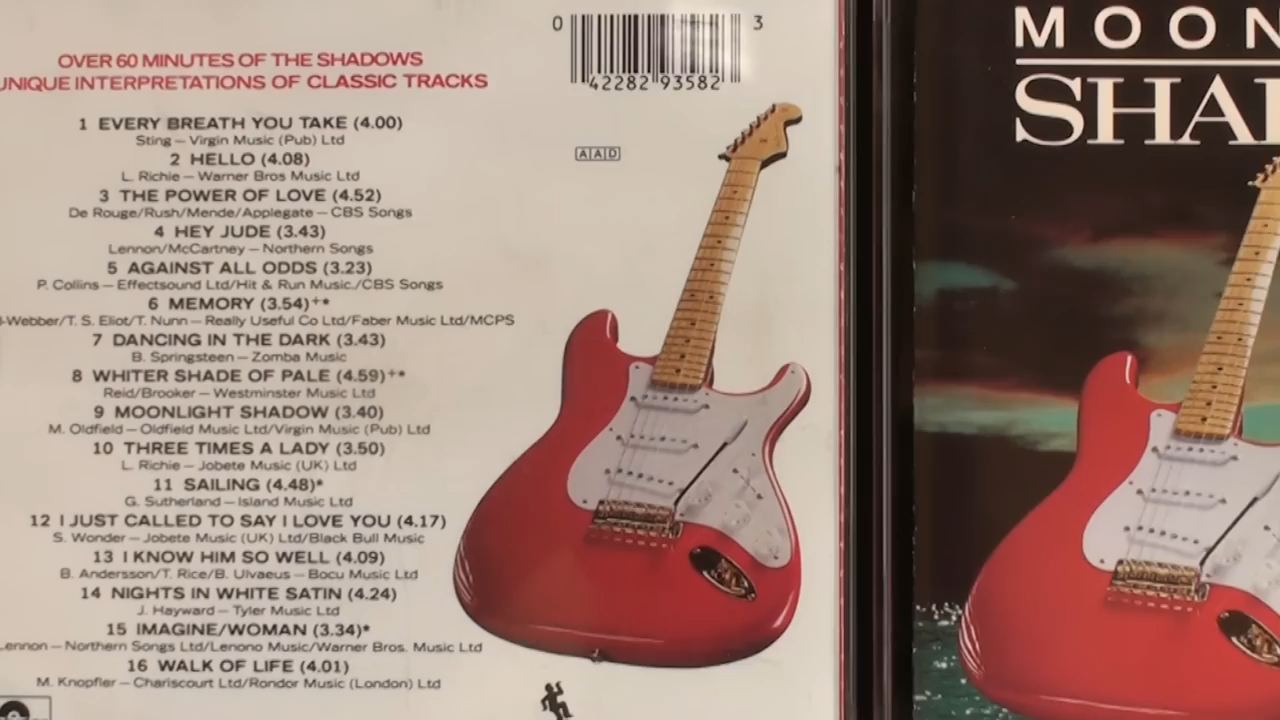 OVER 60 MINUTES OF THE SHADOWS
UNIQUE INTERPRETATIONS OF CLASSIC TRACKS
1 EVERY BREATH YOU TAKE (4.00)
Sting – Virgin Music (Pub) Ltd
2 HELLO (4.08)
L. Richie – Warner Bros Music Ltd
3 THE POWER OF LOVE (4.52)
De Rouge/Rush/Mende/Applegate – CBS Songs
4 HEY JUDE (3.43)
Lennon/McCartney – Northern Songs
5 AGAINST ALL ODDS (3.23)
P. Collins – Effectsound Ltd/Hit & Run Music./CBS Songs
6 MEMORY (3.54)+*
-Webber/T. S. Eliot/T. Nunn – Really Useful Co Ltd/Faber Music Ltd/MCPS
7 DANCING IN THE DARK (3.43)
B. Springsteen – Zomba Music
8 WHITER SHADE OF PALE (4.59)+*
Reid/Brooker – Westminster Music Ltd
9 MOONLIGHT SHADOW (3.40)
M. Oldfield – Oldfield Music Ltd/Virgin Music (Pub) Ltd
10 THREE TIMES A LADY (3.50)
L. Richie – Jobete Music (UK) Ltd
11 SAILING (4.48)*
G. Sutherland – Island Music Ltd
12 I JUST CALLED TO SAY I LOVE YOU (4.17)
S. Wonder – Jobete Music (UK) Ltd/Black Bull Music
13 I KNOW HIM SO WELL (4.09)
B. Andersson/T. Rice/B. Ulvaeus – Bocu Music Ltd
14 NIGHTS IN WHITE SATIN (4.24)
J. Hayward – Tyler Music Ltd
15 IMAGINE/WOMAN (3.34)*
Lennon – Northern Songs Ltd/Lenono Music/Warner Bros. Music Ltd
16 WALK OF LIFE (4.01)
M. Knopfler – Chariscourt Ltd/Rondor Music (London) Ltd
0 42282 93582 3
AAD
MOON
SHA